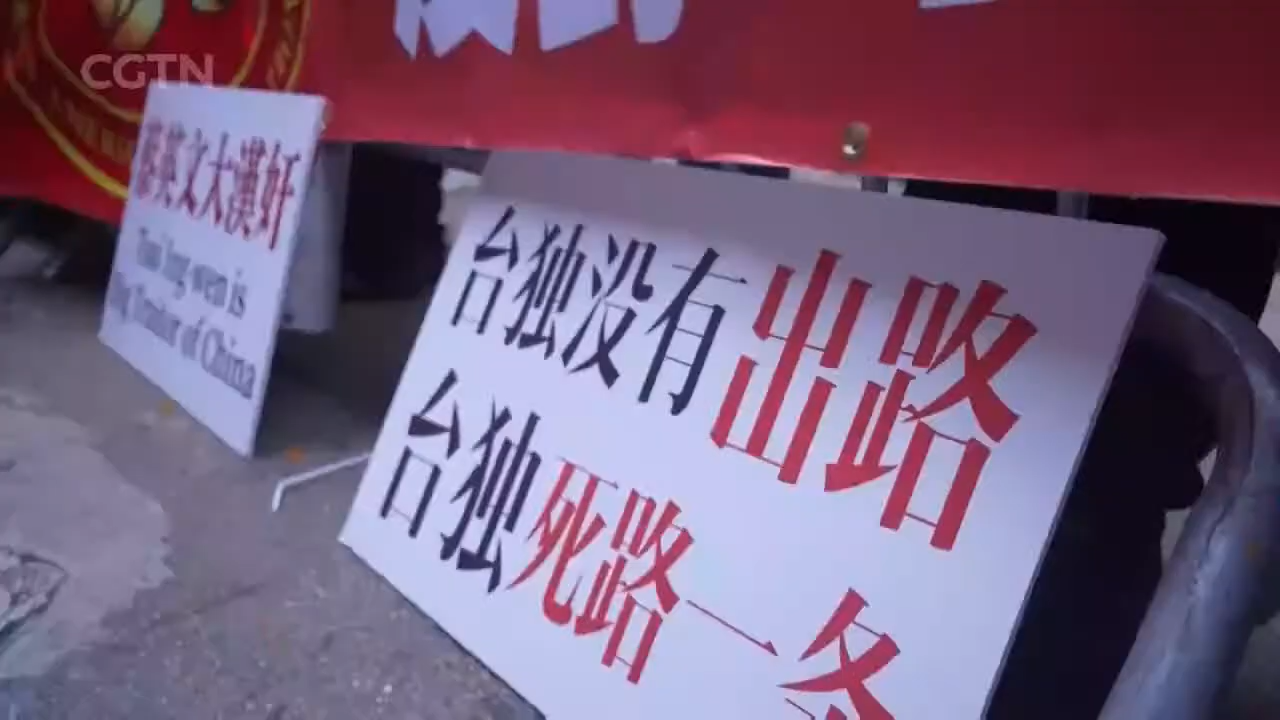 CGTN
蔡英文大漢奸
Tsai Ing-wen is
Big Traitor of China
台独没有出路
台独死路一条